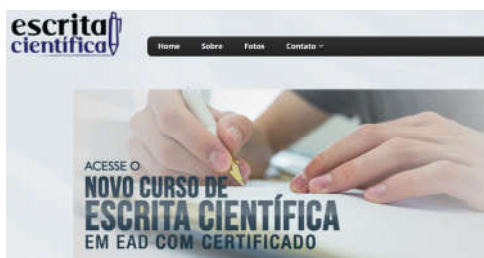 escrita
científica
Home Sobre Fotos Contato
ACESSE O
NOVO CURSO DE
ESCRITA CIENTÍFICA
EM EAD COM CERTIFICADO